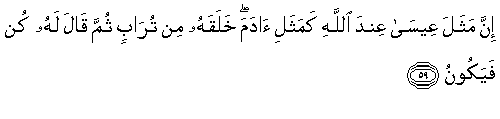 إِنَّ مَثَلَ عِيسَىٰ عِندَ ٱللَّهِ كَمَثَلِ ءَادَمَ ۖ خَلَقَهُۥ مِن تُرَابٍ ثُمَّ قَالَ لَهُۥ كُن
فَيَكُونُ ﴿٥٩﴾